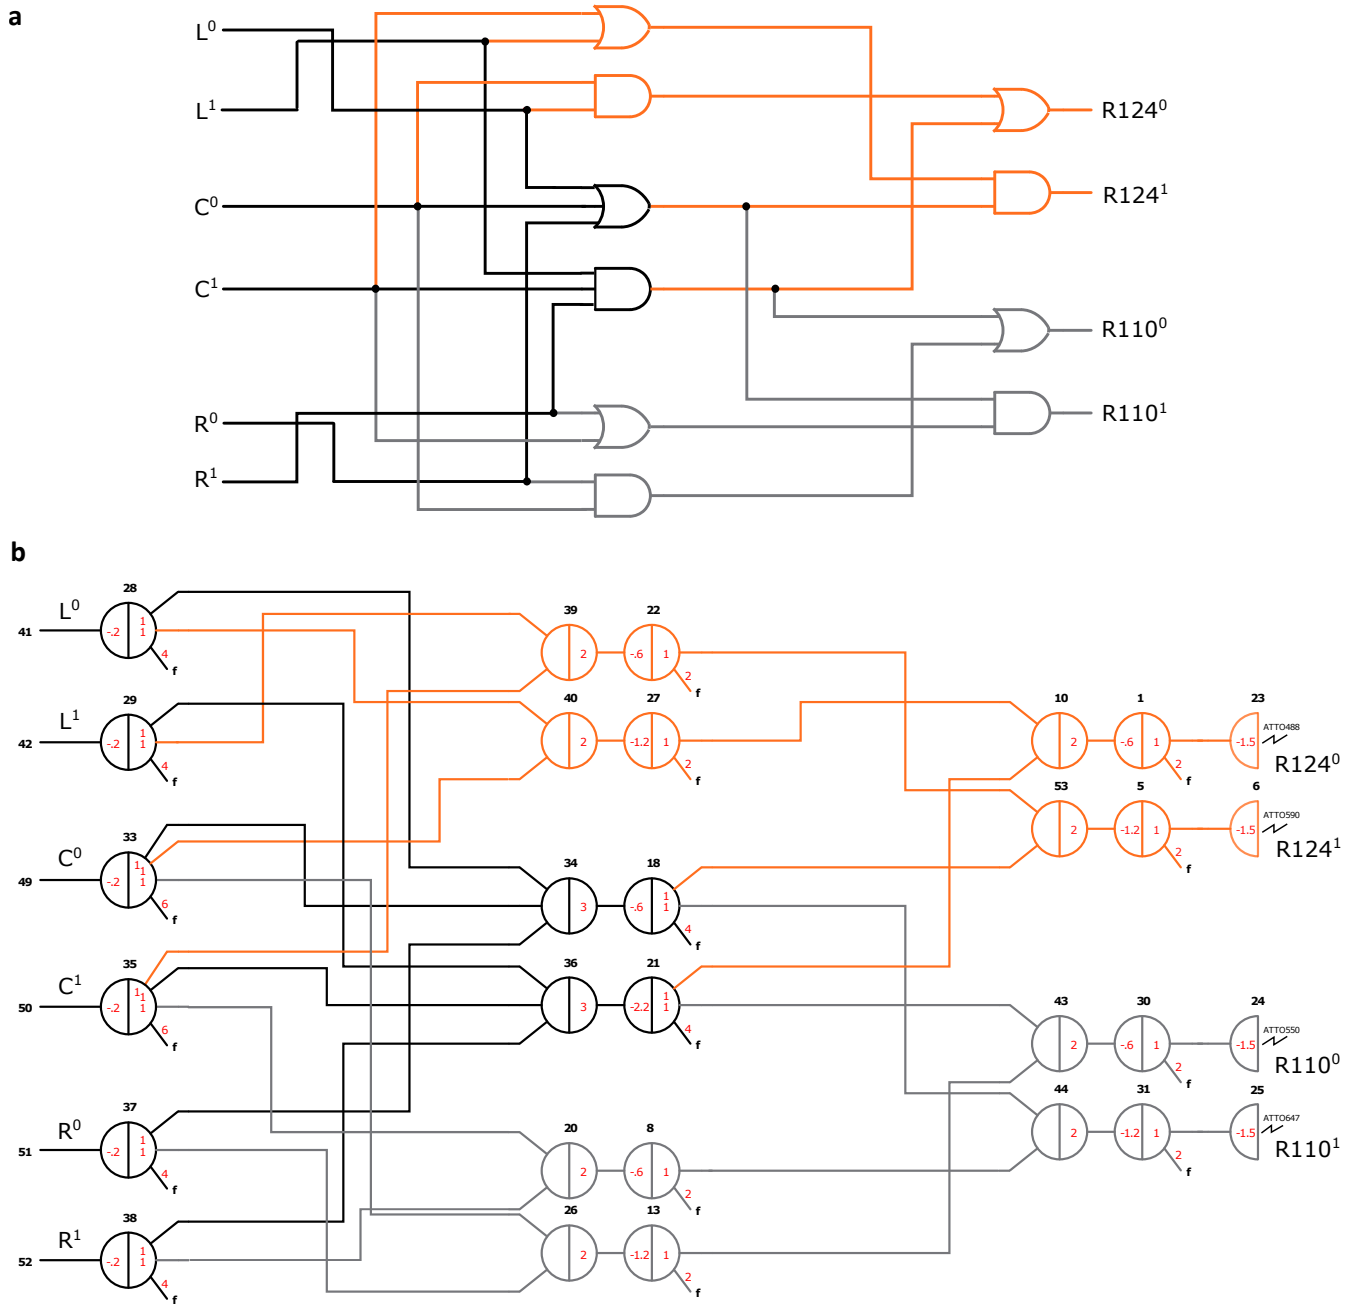 a
L⁰
L¹
C⁰
C¹
R⁰
R¹
R124⁰
R124¹
R110⁰
R110¹
b
28
L⁰
41
-.2
1
1
4
f
29
L¹
42
-.2
1
1
4
f
33
C⁰
49
-.2
1
1
1
6
f
35
C¹
50
-.2
1
1
1
6
f
37
R⁰
51
-.2
1
1
4
f
38
R¹
52
-.2
1
1
4
f
39
2
22
-.6
1
2
f
40
2
27
-1.2
1
2
f
34
3
18
-.6
1
1
4
f
36
3
21
-2.2
1
1
4
f
20
2
8
-.6
1
2
f
26
2
13
-1.2
1
2
f
10
2
1
-.6
1
2
f
23
-1.5
ATTO488
R124⁰
53
2
5
-1.2
1
2
f
6
-1.5
ATTO590
R124¹
43
2
30
-.6
1
2
f
24
-1.5
ATTO550
R110⁰
44
2
31
-1.2
1
2
f
25
-1.5
ATTO647
R110¹